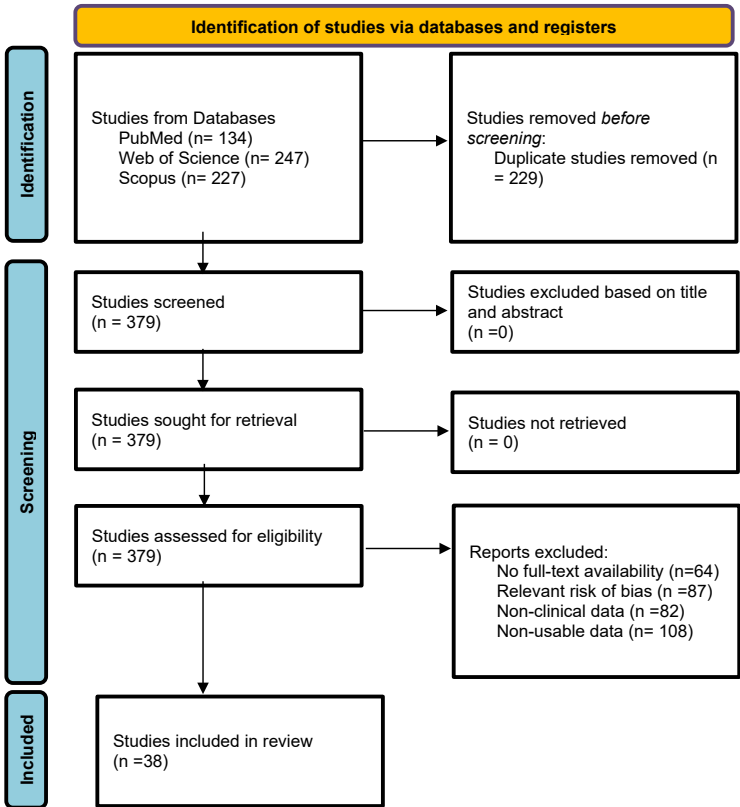 Identification of studies via databases and registers
Identification
Studies from Databases
PubMed (n= 134)
Web of Science (n= 247)
Scopus (n= 227)
Studies removed before
screening:
Duplicate studies removed (n
= 229)
Screening
Studies screened
(n = 379)
Studies excluded based on title
and abstract
(n =0)
Studies sought for retrieval
(n = 379)
Studies not retrieved
(n = 0)
Studies assessed for eligibility
(n = 379)
Reports excluded:
No full-text availability (n=64)
Relevant risk of bias (n =87)
Non-clinical data (n =82)
Non-usable data (n= 108)
Included
Studies included in review
(n =38)